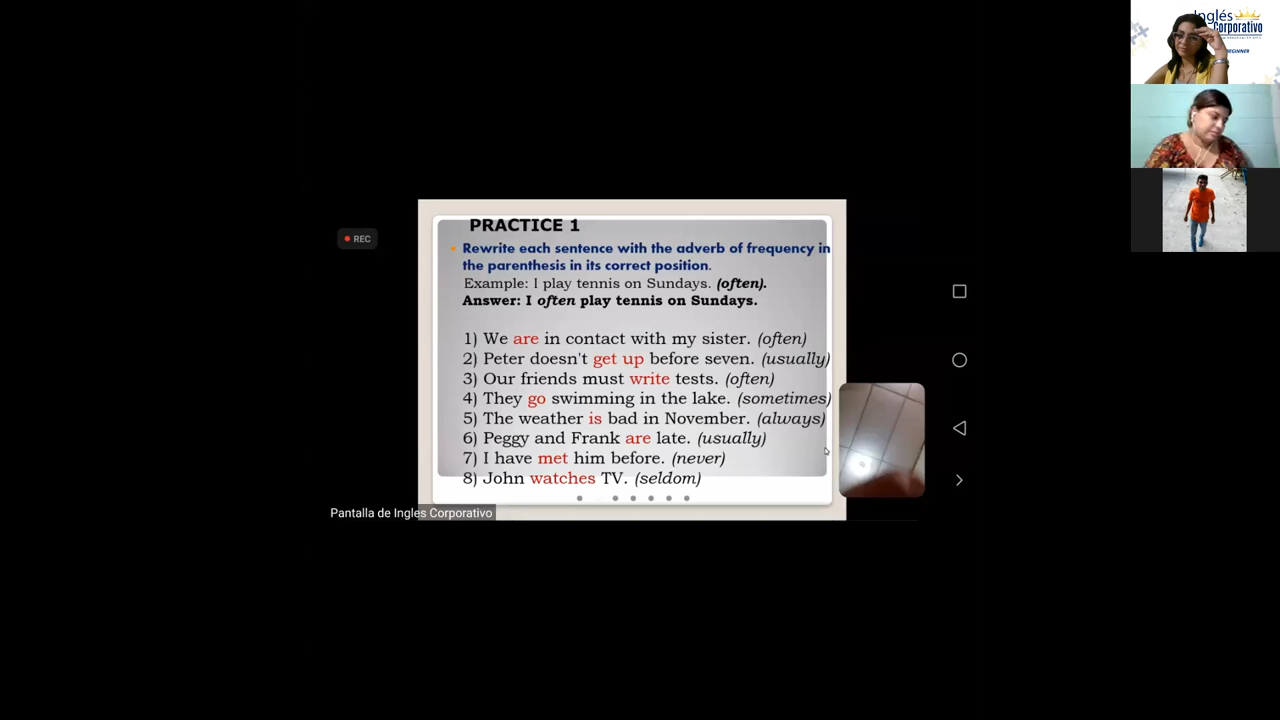 Inglés
Corporativo
BEGINNER
REC
PRACTICE 1
Rewrite each sentence with the adverb of frequency in
the parenthesis in its correct position.
Example: I play tennis on Sundays. (often).
Answer: I often play tennis on Sundays.
1) We are in contact with my sister. (often)
2) Peter doesn't get up before seven. (usually)
3) Our friends must write tests. (often)
4) They go swimming in the lake. (sometimes)
5) The weather is bad in November. (always)
6) Peggy and Frank are late. (usually)
7) I have met him before. (never)
8) John watches TV. (seldom)
Pantalla de Ingles Corporativo